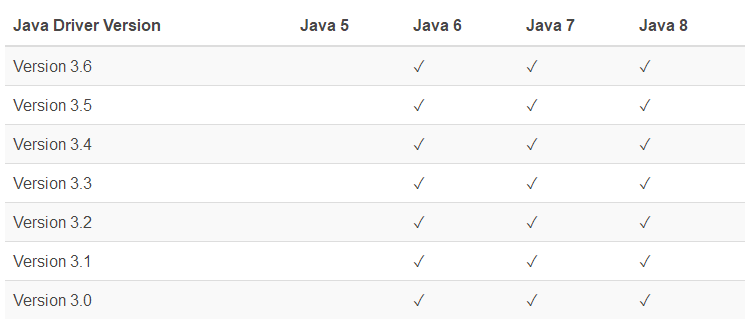 Java Driver Version Java 5 Java 6 Java 7 Java 8
Version 3.6 ✓ ✓ ✓
Version 3.5 ✓ ✓ ✓
Version 3.4 ✓ ✓ ✓
Version 3.3 ✓ ✓ ✓
Version 3.2 ✓ ✓ ✓
Version 3.1 ✓ ✓ ✓
Version 3.0 ✓ ✓ ✓